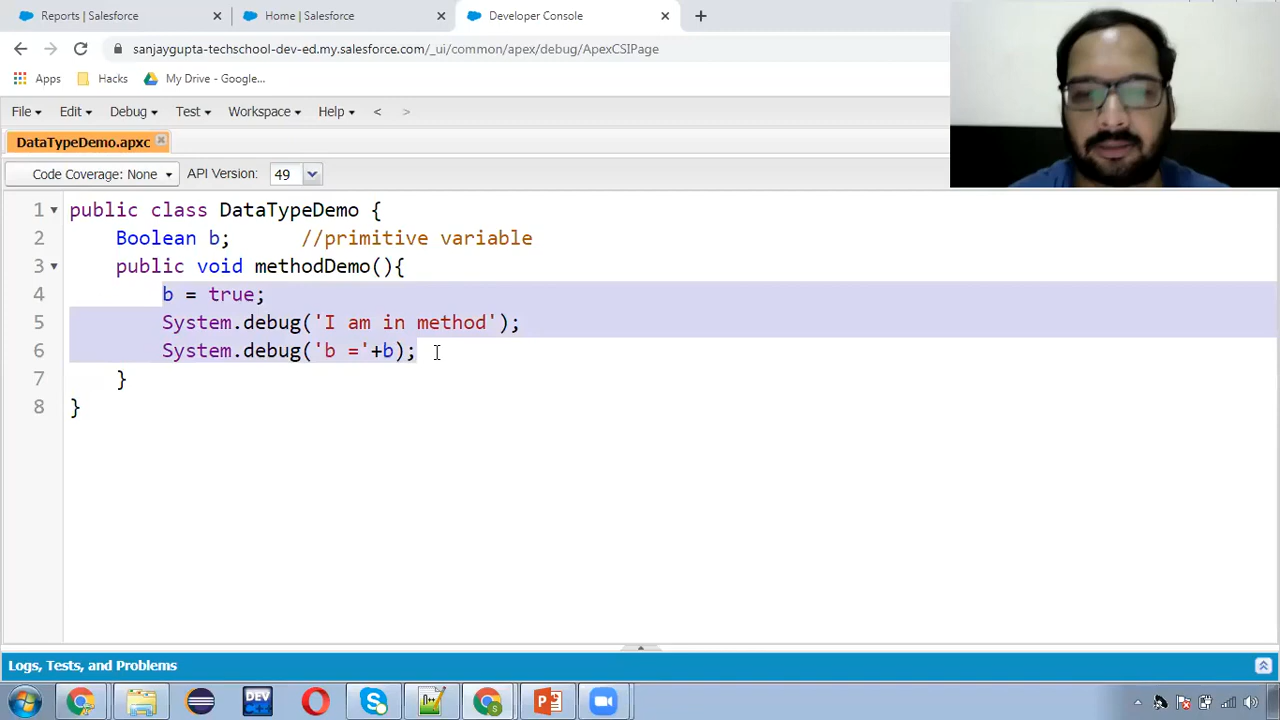 Reports | Salesforce
Home | Salesforce
Developer Console
sanjaygupta-techschool-dev-ed.my.salesforce.com/_ui/common/apex/debug/ApexCSIPage
Apps
Hacks
My Drive - Google...
File
Edit
Debug
Test
Workspace
Help
<
>
DataTypeDemo.apxc
Code Coverage: None
API Version:
49
1 public class DataTypeDemo {
2 Boolean b; //primitive variable
3 public void methodDemo(){
4 b = true;
5 System.debug('I am in method');
6 System.debug('b ='+b);
7 }
8 }
Logs, Tests, and Problems
DEV